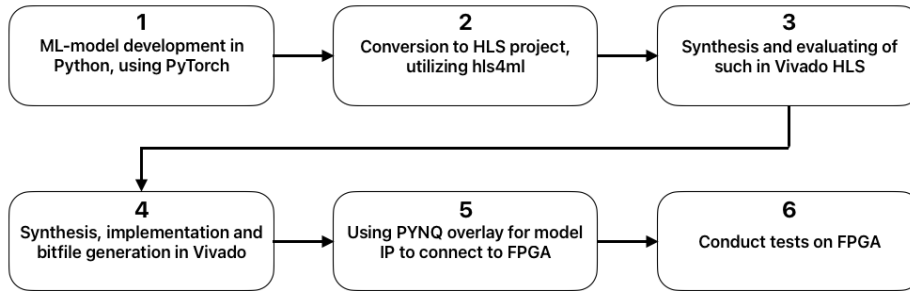 1
ML-model development in
Python, using PyTorch
2
Conversion to HLS project,
utilizing hls4ml
3
Synthesis and evaluating of
such in Vivado HLS
4
Synthesis, implementation and
bitfile generation in Vivado
5
Using PYNQ overlay for model
IP to connect to FPGA
6
Conduct tests on FPGA